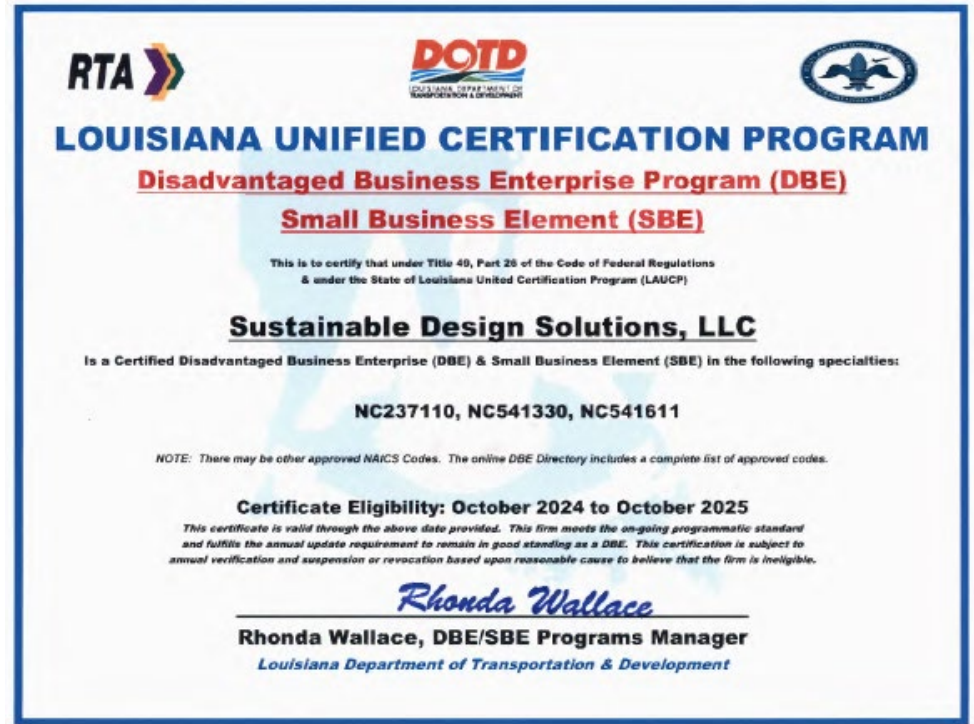 RTA
DOTD
LOUISIANA DEPARTMENT OF
TRANSPORTATION & DEVELOPMENT
LOUISIANA UNIFIED CERTIFICATION PROGRAM
Disadvantaged Business Enterprise Program (DBE)
Small Business Element (SBE)
This is to certify that under Title 49, Part 26 of the Code of Federal Regulations
& under the State of Louisiana United Certification Program (LAUCP)
Sustainable Design Solutions, LLC
Is a Certified Disadvantaged Business Enterprise (DBE) & Small Business Element (SBE) in the following specialties:
NC237110, NC541330, NC541611
NOTE: There may be other approved NAICS Codes. The online DBE Directory includes a complete list of approved codes.
Certificate Eligibility: October 2024 to October 2025
This certificate is valid through the above date provided. This firm meets the on-going programmatic standard
and fulfills the annual update requirement to remain in good standing as a DBE. This certification is subject to
annual verification and suspension or revocation based upon reasonable cause to believe that the firm is ineligible.
Rhonda Wallace
Rhonda Wallace, DBE/SBE Programs Manager
Louisiana Department of Transportation & Development